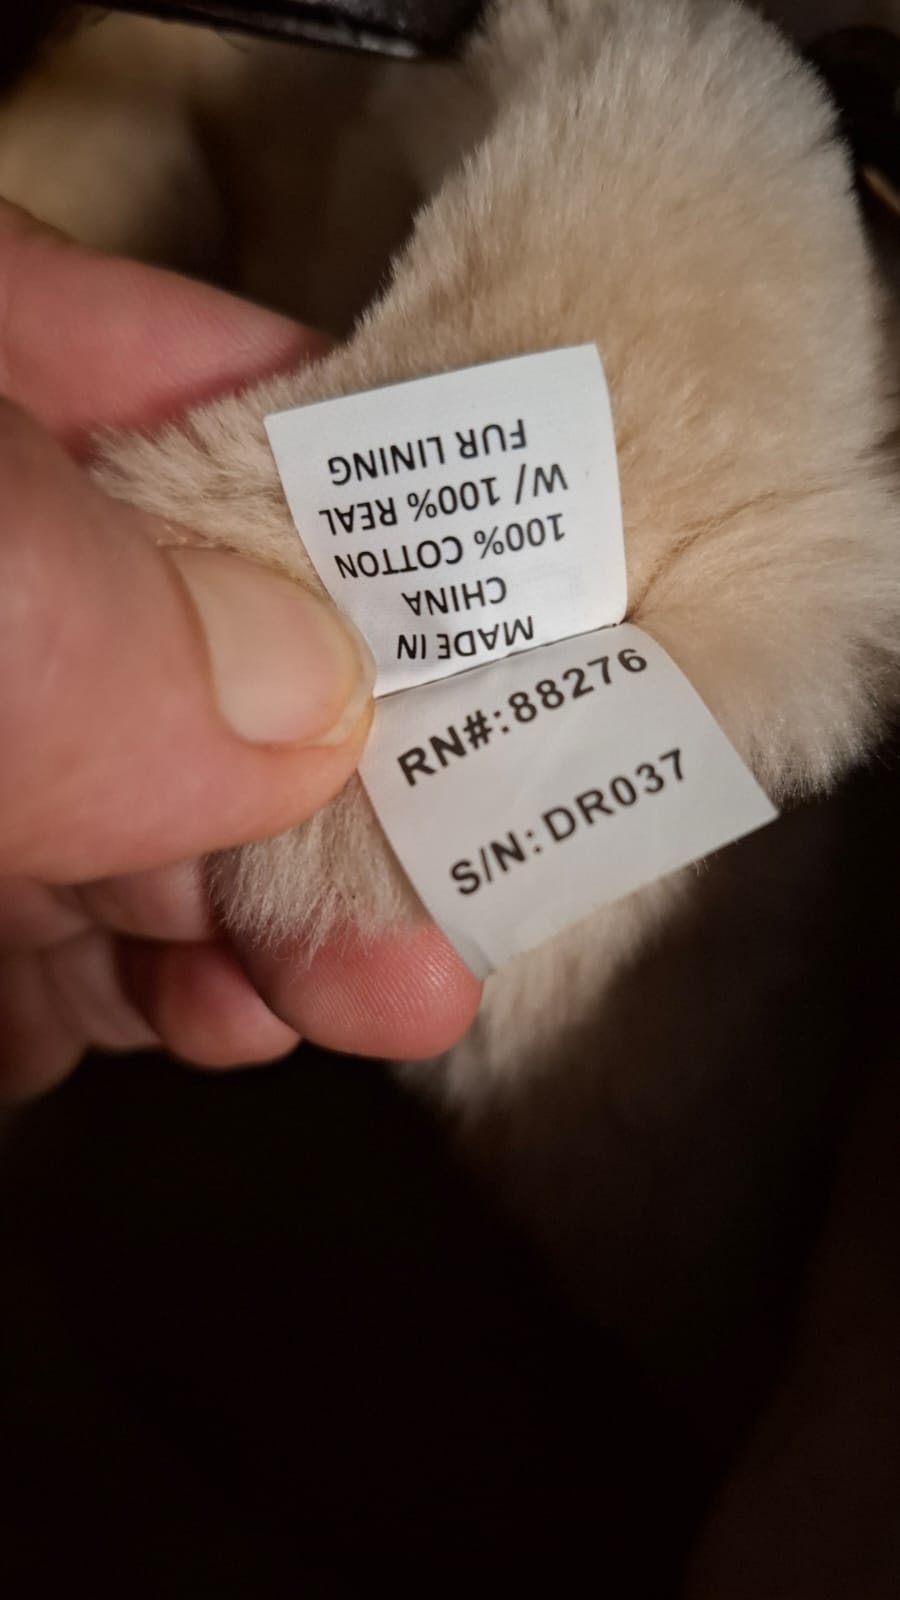 MADE IN
CHINA
100% COTTON
W/ 100% REAL
FUR LINING
RN#:88276
S/N: DR037